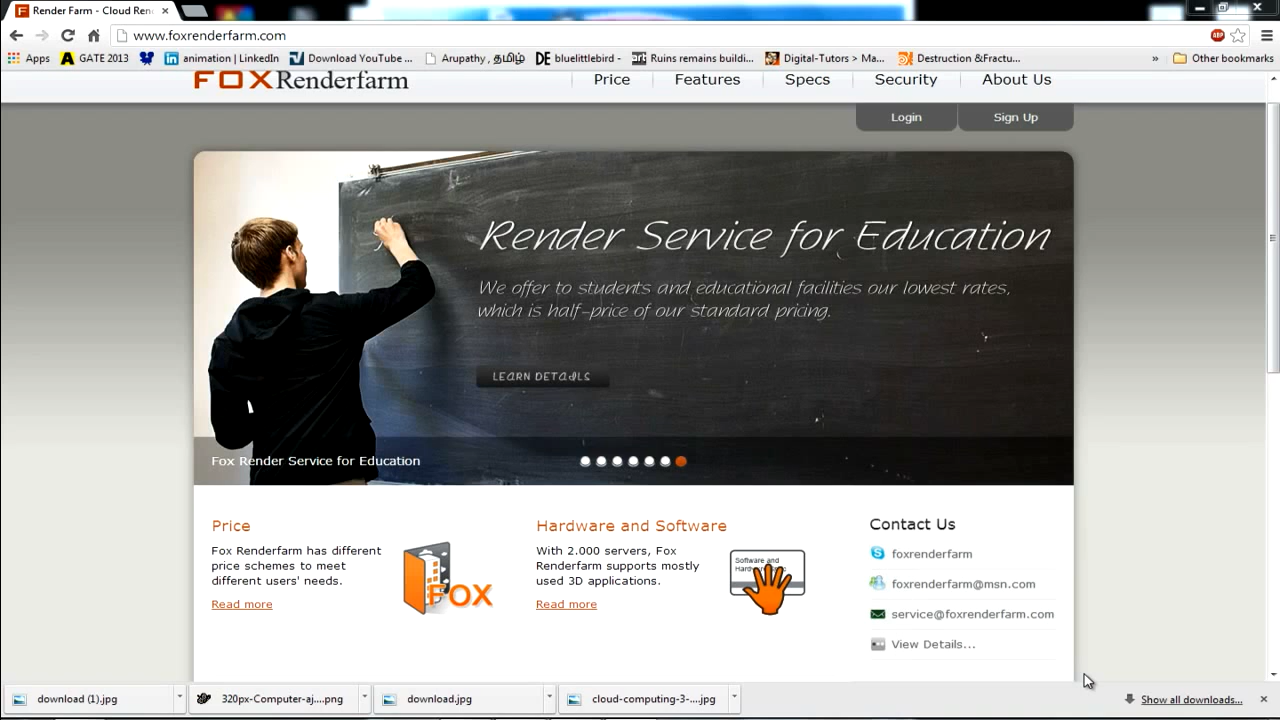 Render Farm - Cloud Ren
www.foxrenderfarm.com
Apps GATE 2013 animation | LinkedIn Download YouTube ... Arupathy , தமிழ் bluelittlebird - Ruins remains buildi... Digital-Tutors > Ma... Destruction &Fractu... » Other bookmarks
FOX Renderfarm Price Features Specs Security About Us
Login Sign Up
Render Service for Education
We offer to students and educational facilities our lowest rates,
which is half-price of our standard pricing.
LEARN DETAILS
Fox Render Service for Education
Price Hardware and Software Contact Us
Fox Renderfarm has different With 2.000 servers, Fox foxrenderfarm
price schemes to meet Renderfarm supports mostly
different users' needs. used 3D applications. foxrenderfarm@msn.com
FOX Software and
Read more Read more service@foxrenderfarm.com
View Details...
download (1).jpg 320px-Computer-aj....png download.jpg cloud-computing-3-....jpg Show all downloads...